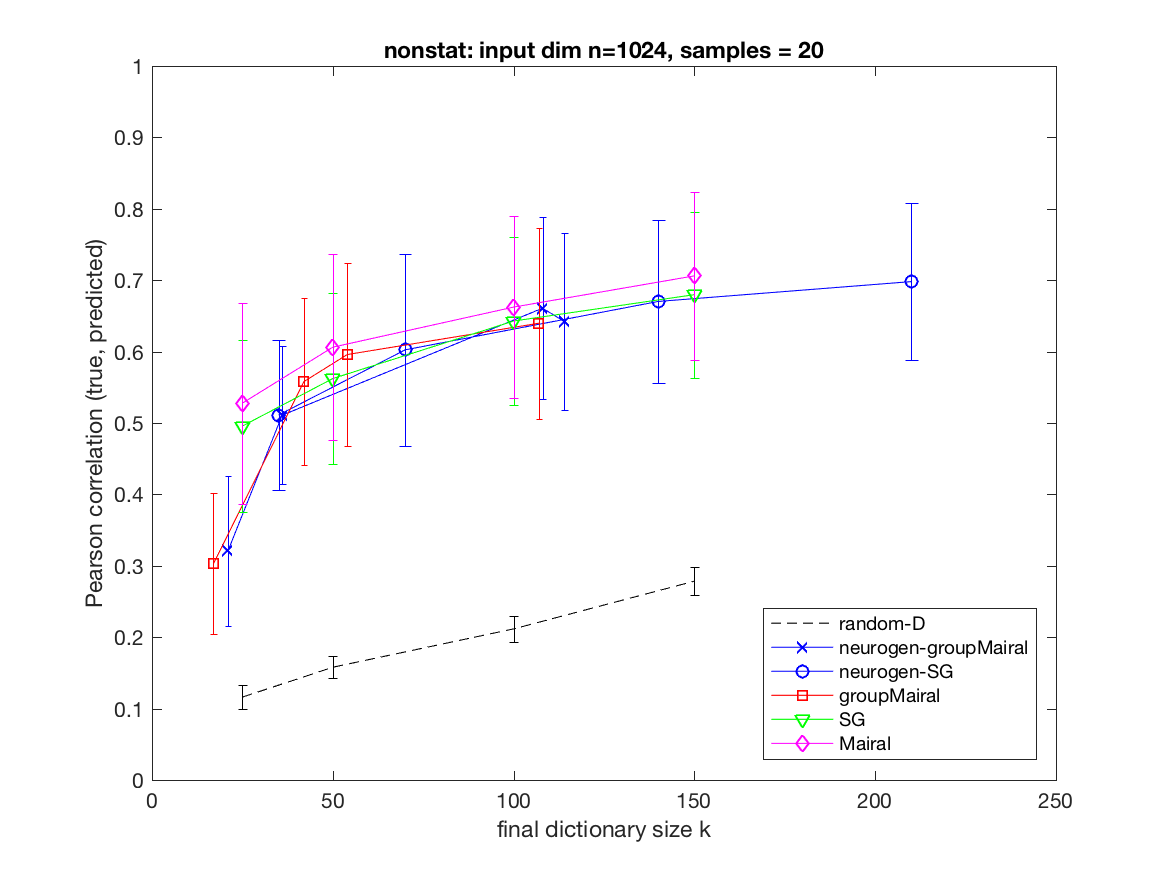 nonstat: input dim n=1024, samples = 20
1
0.9
0.8
0.7
0.6
0.5
0.4
0.3
0.2
0.1
0
Pearson correlation (true, predicted)
0 50 100 150 200 250
final dictionary size k
random-D
neurogen-groupMairal
neurogen-SG
groupMairal
SG
Mairal